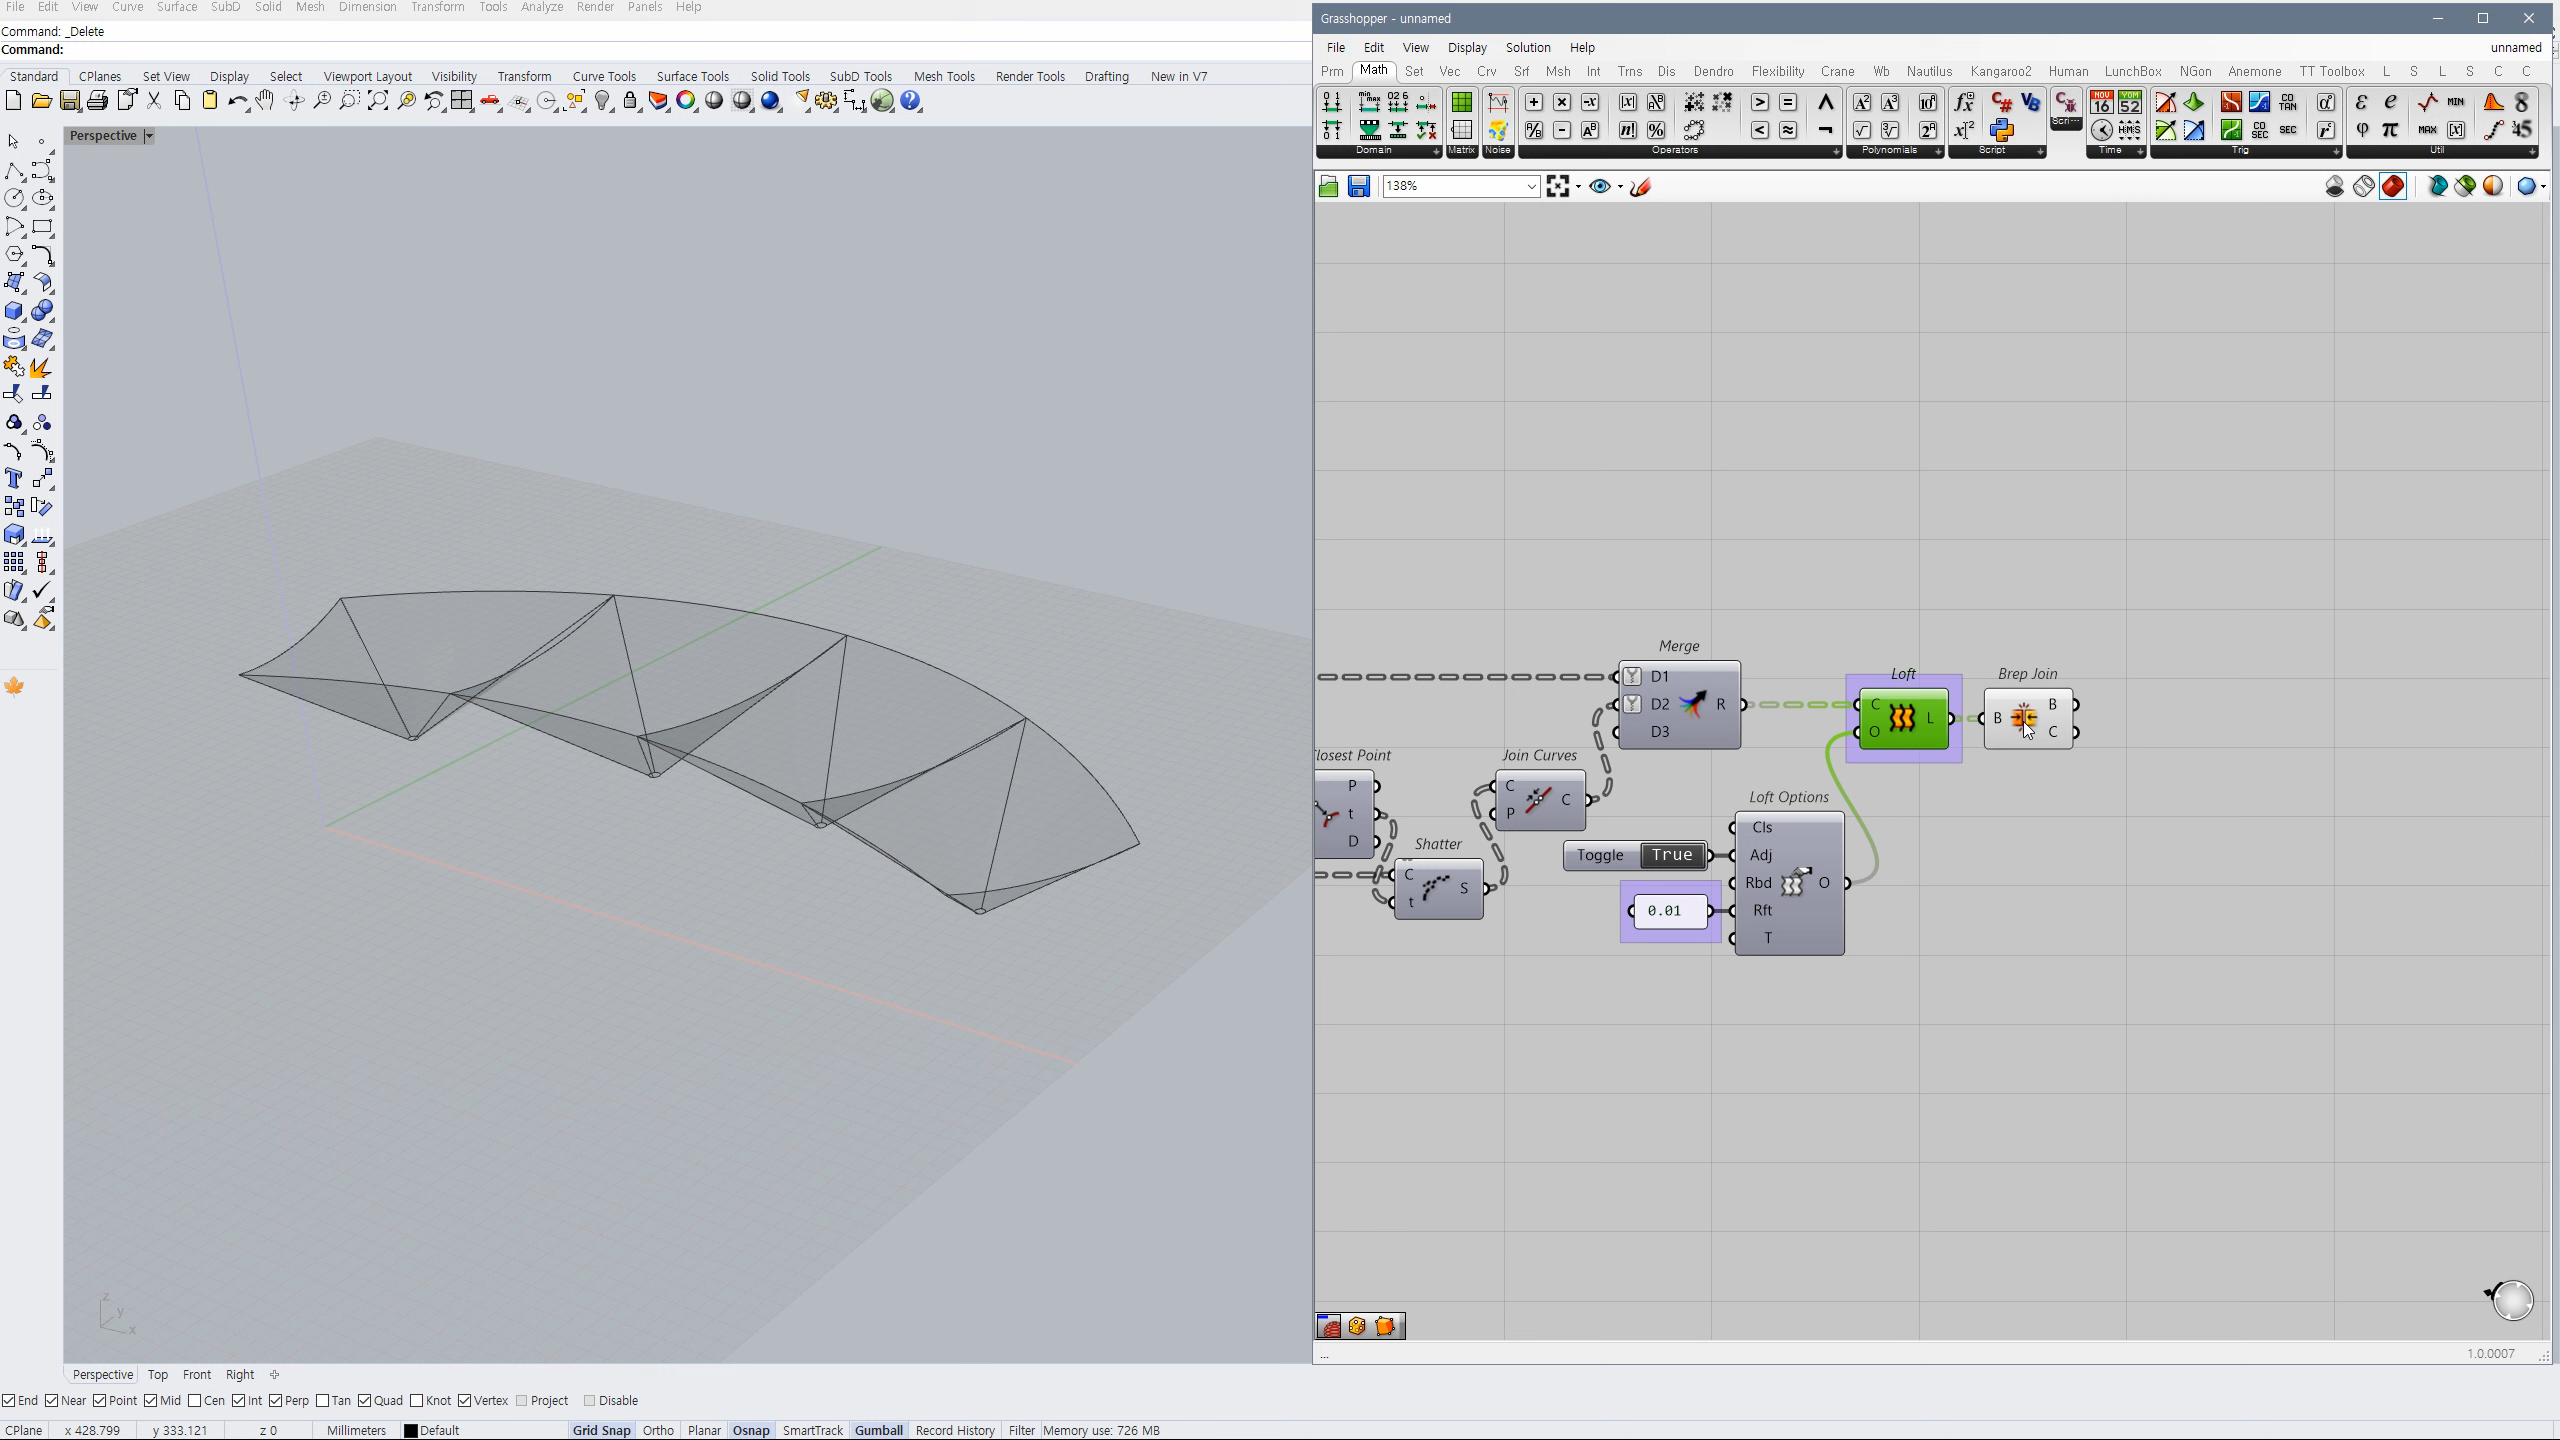 File Edit View Curve Surface SubD Solid Mesh Dimension Transform Tools Analyze Render Panels Help
Command: _Delete
Command:
Standard CPlanes Set View Display Select Viewport Layout Visibility Transform Curve Tools Surface Tools Solid Tools SubD Tools Mesh Tools Render Tools Drafting New in V7
Perspective
z
y
x
Perspective Top Front Right
End Near Point Mid Cen Int Perp Tan Quad Knot Vertex Project Disable
CPlane x 428.799 y 333.121 z 0 Millimeters Default Grid Snap Ortho Planar Osnap SmartTrack Gumball Record History Filter Memory use: 726 MB
Grasshopper - unnamed
File Edit View Display Solution Help unnamed
Prm Math Set Vec Crv Srf Msh Int Trns Dis Dendro Flexibility Crane Wb Nautilus Kangaroo2 Human LunchBox NGon Anemone TT Toolbox L S L S C C
Domain Matrix Noise Operators Polynomials Script Scri... Time Trig Util
138%
Merge
D1
D2 R
D3
Loft
C
L
O
Brep Join
B
B
C
losest Point
P
t
D
Join Curves
C
C
P
Shatter
C
S
t
Toggle True
0.01
Loft Options
Cls
Adj
Rbd O
Rft
T
...
1.0.0007